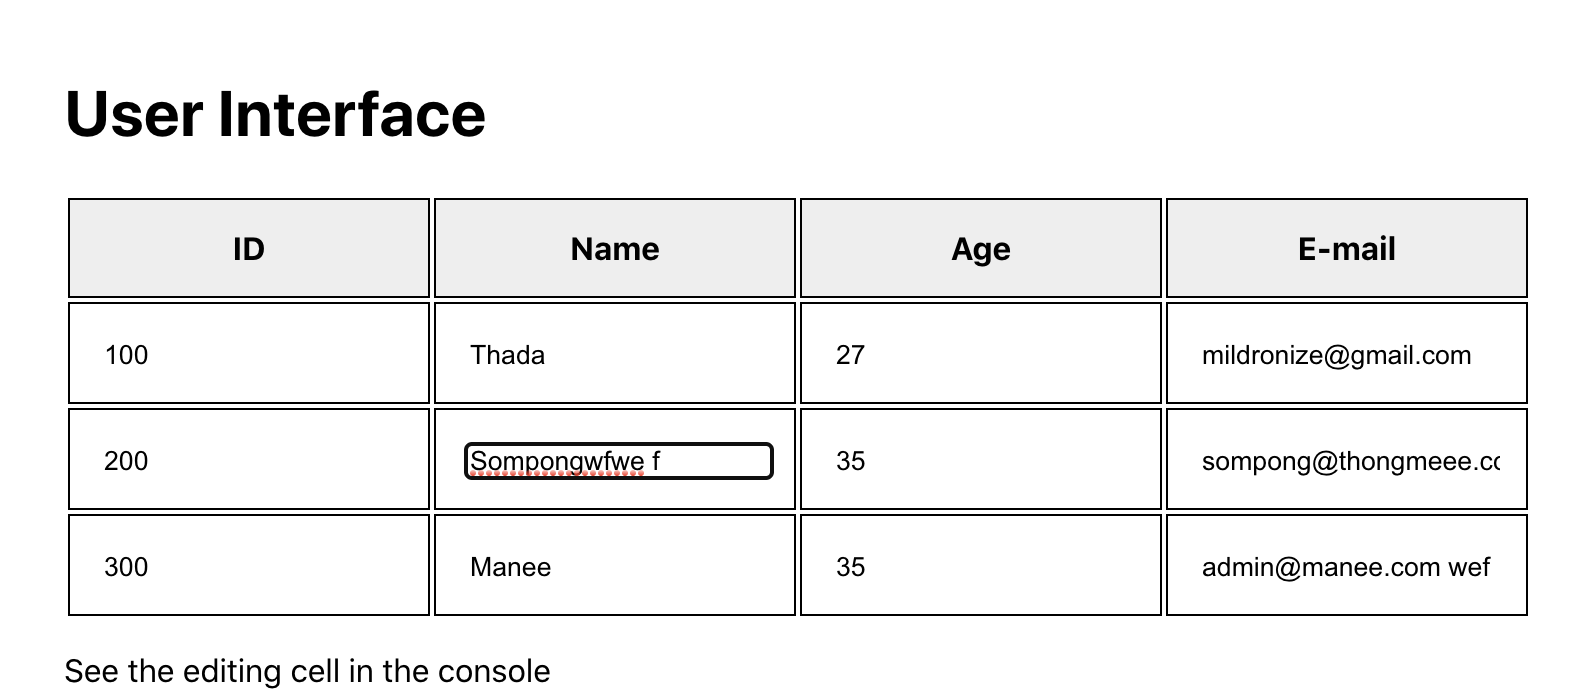 User Interface
ID Name Age E-mail
100 Thada 27 mildronize@gmail.com
200 Sompongwfwe f 35 sompong@thongmeee.cc
300 Manee 35 admin@manee.com wef
See the editing cell in the console